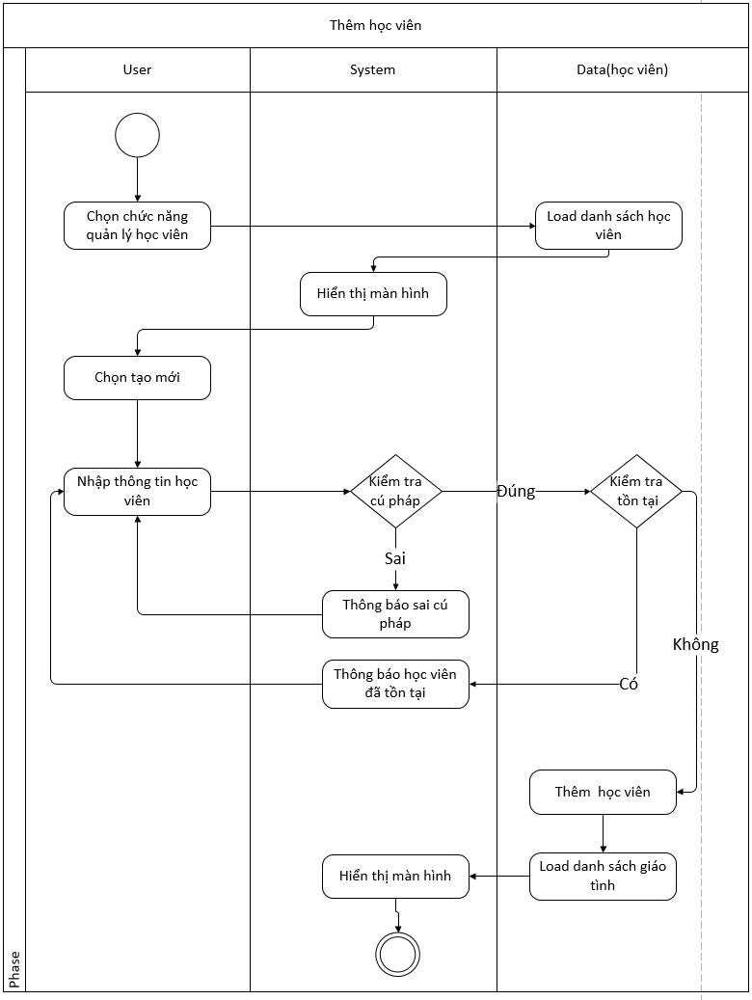 Thêm học viên
User
System
Data(học viên)
Chọn chức năng
quản lý học viên
Load danh sách học
viên
Hiển thị màn hình
Chọn tạo mới
Nhập thông tin học
viên
Kiểm tra
cú pháp
Đúng
Kiểm tra
tồn tại
Sai
Thông báo sai cú
pháp
Không
Thông báo học viên
đã tồn tại
Có
Thêm học viên
Load danh sách giáo
tình
Hiển thị màn hình
Phase